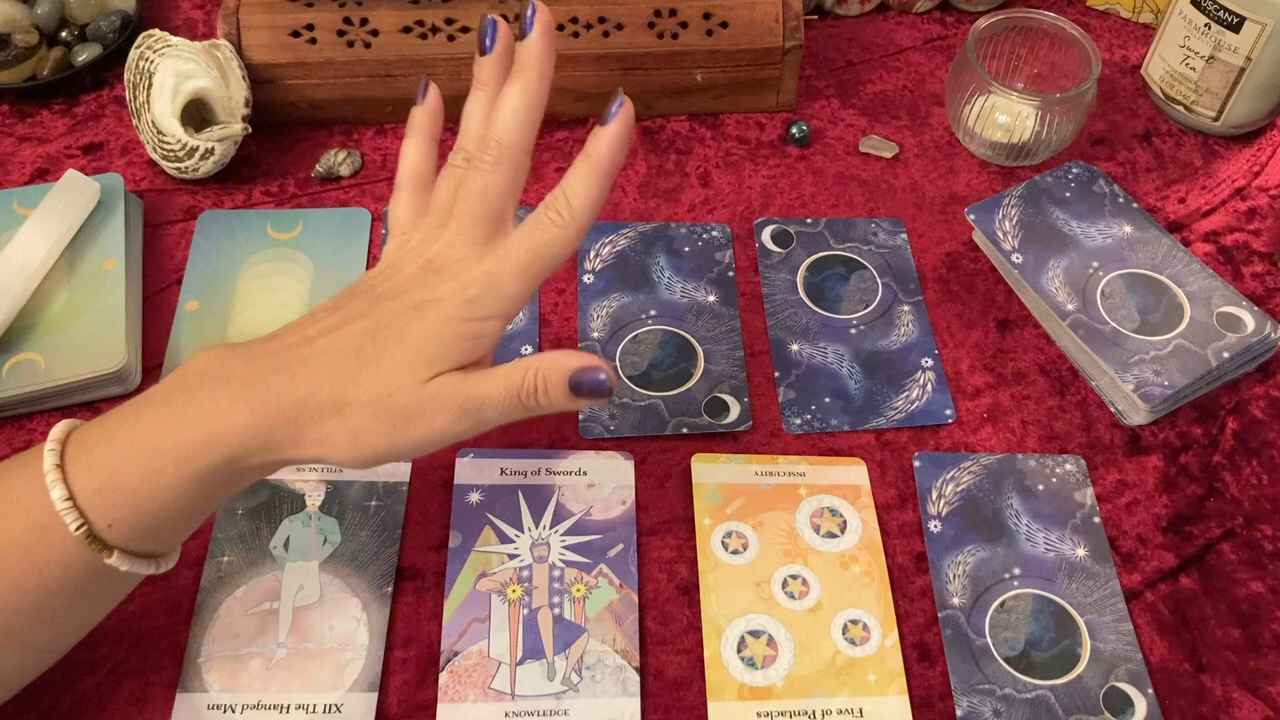 TUSCANY
FARMHOUSE
Sweet
Tea
STILLNESS
King of Swords
INSECURITY
XII The Hanged Man
KNOWLEDGE
Five of Pentacles